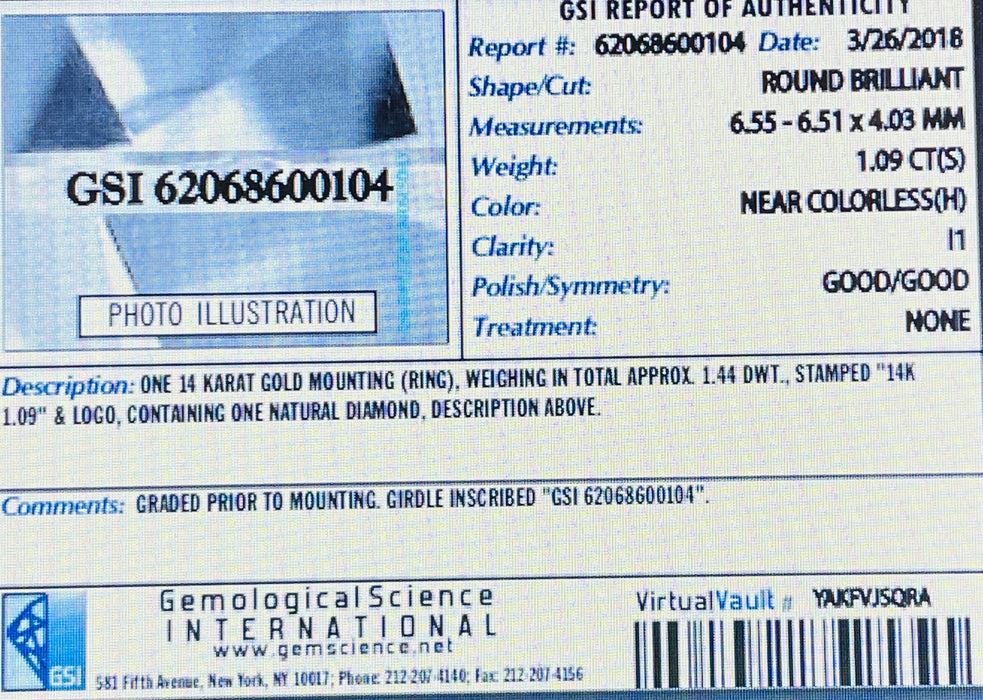 GSI REPORT OF AUTHENTICITY
Report #: 62068600104 Date: 3/26/2018
Shape/Cut: ROUND BRILLIANT
Measurements: 6.55 - 6.51 x 4.03 MM
Weight: 1.09 CT(S)
Color: NEAR COLORLESS(H)
Clarity: I1
Polish/Symmetry: GOOD/GOOD
Treatment: NONE
GSI 62068600104
PHOTO ILLUSTRATION
Description: ONE 14 KARAT GOLD MOUNTING (RING), WEIGHING IN TOTAL APPROX. 1.44 DWT., STAMPED "14K
1.09" & LOGO, CONTAINING ONE NATURAL DIAMOND, DESCRIPTION ABOVE.
Comments: GRADED PRIOR TO MOUNTING. GIRDLE INSCRIBED "GSI 62068600104".
GSI
GemologicalScience
INTERNATIONAL
www.gemscience.net
581 Fifth Avenue, New York, NY 10017; Phone: 212-207-4140; Fax: 212-207-4156
VirtualVault # YAKFVJSQRA